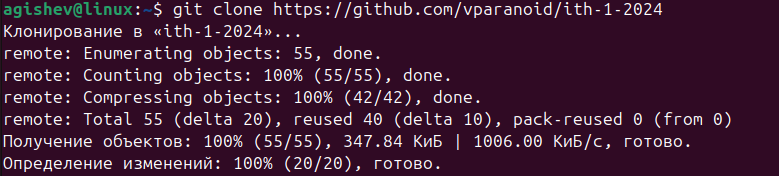 agishev@linux:~$ git clone https://github.com/vparanoid/ith-1-2024
Клонирование в «ith-1-2024»...
remote: Enumerating objects: 55, done.
remote: Counting objects: 100% (55/55), done.
remote: Compressing objects: 100% (42/42), done.
remote: Total 55 (delta 20), reused 40 (delta 10), pack-reused 0 (from 0)
Получение объектов: 100% (55/55), 347.84 КиБ | 1006.00 КиБ/с, готово.
Определение изменений: 100% (20/20), готово.